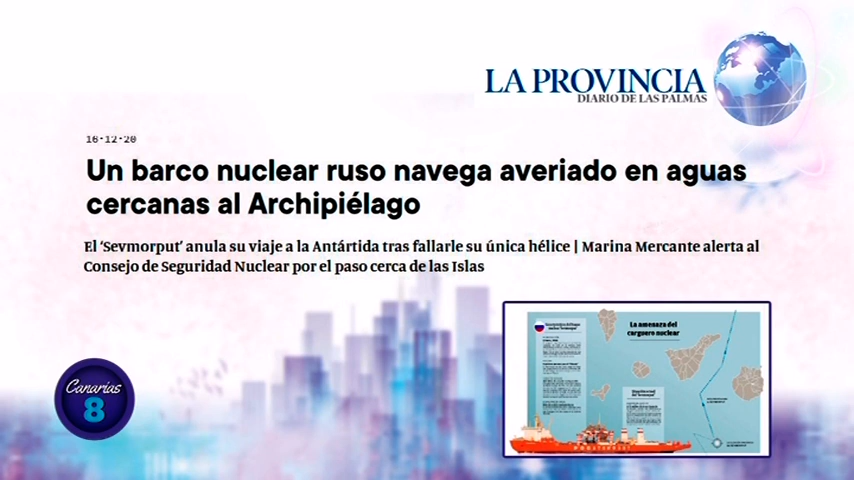 LA PROVINCIA
DIARIO DE LAS PALMAS
16-12-20
Un barco nuclear ruso navega averiado en aguas
cercanas al Archipiélago
El ‘Sevmorput’ anula su viaje a la Antártida tras fallarle su única hélice | Marina Mercante alerta al
Consejo de Seguridad Nuclear por el paso cerca de las Islas
La amenaza del
carguero nuclear
Canarias
8